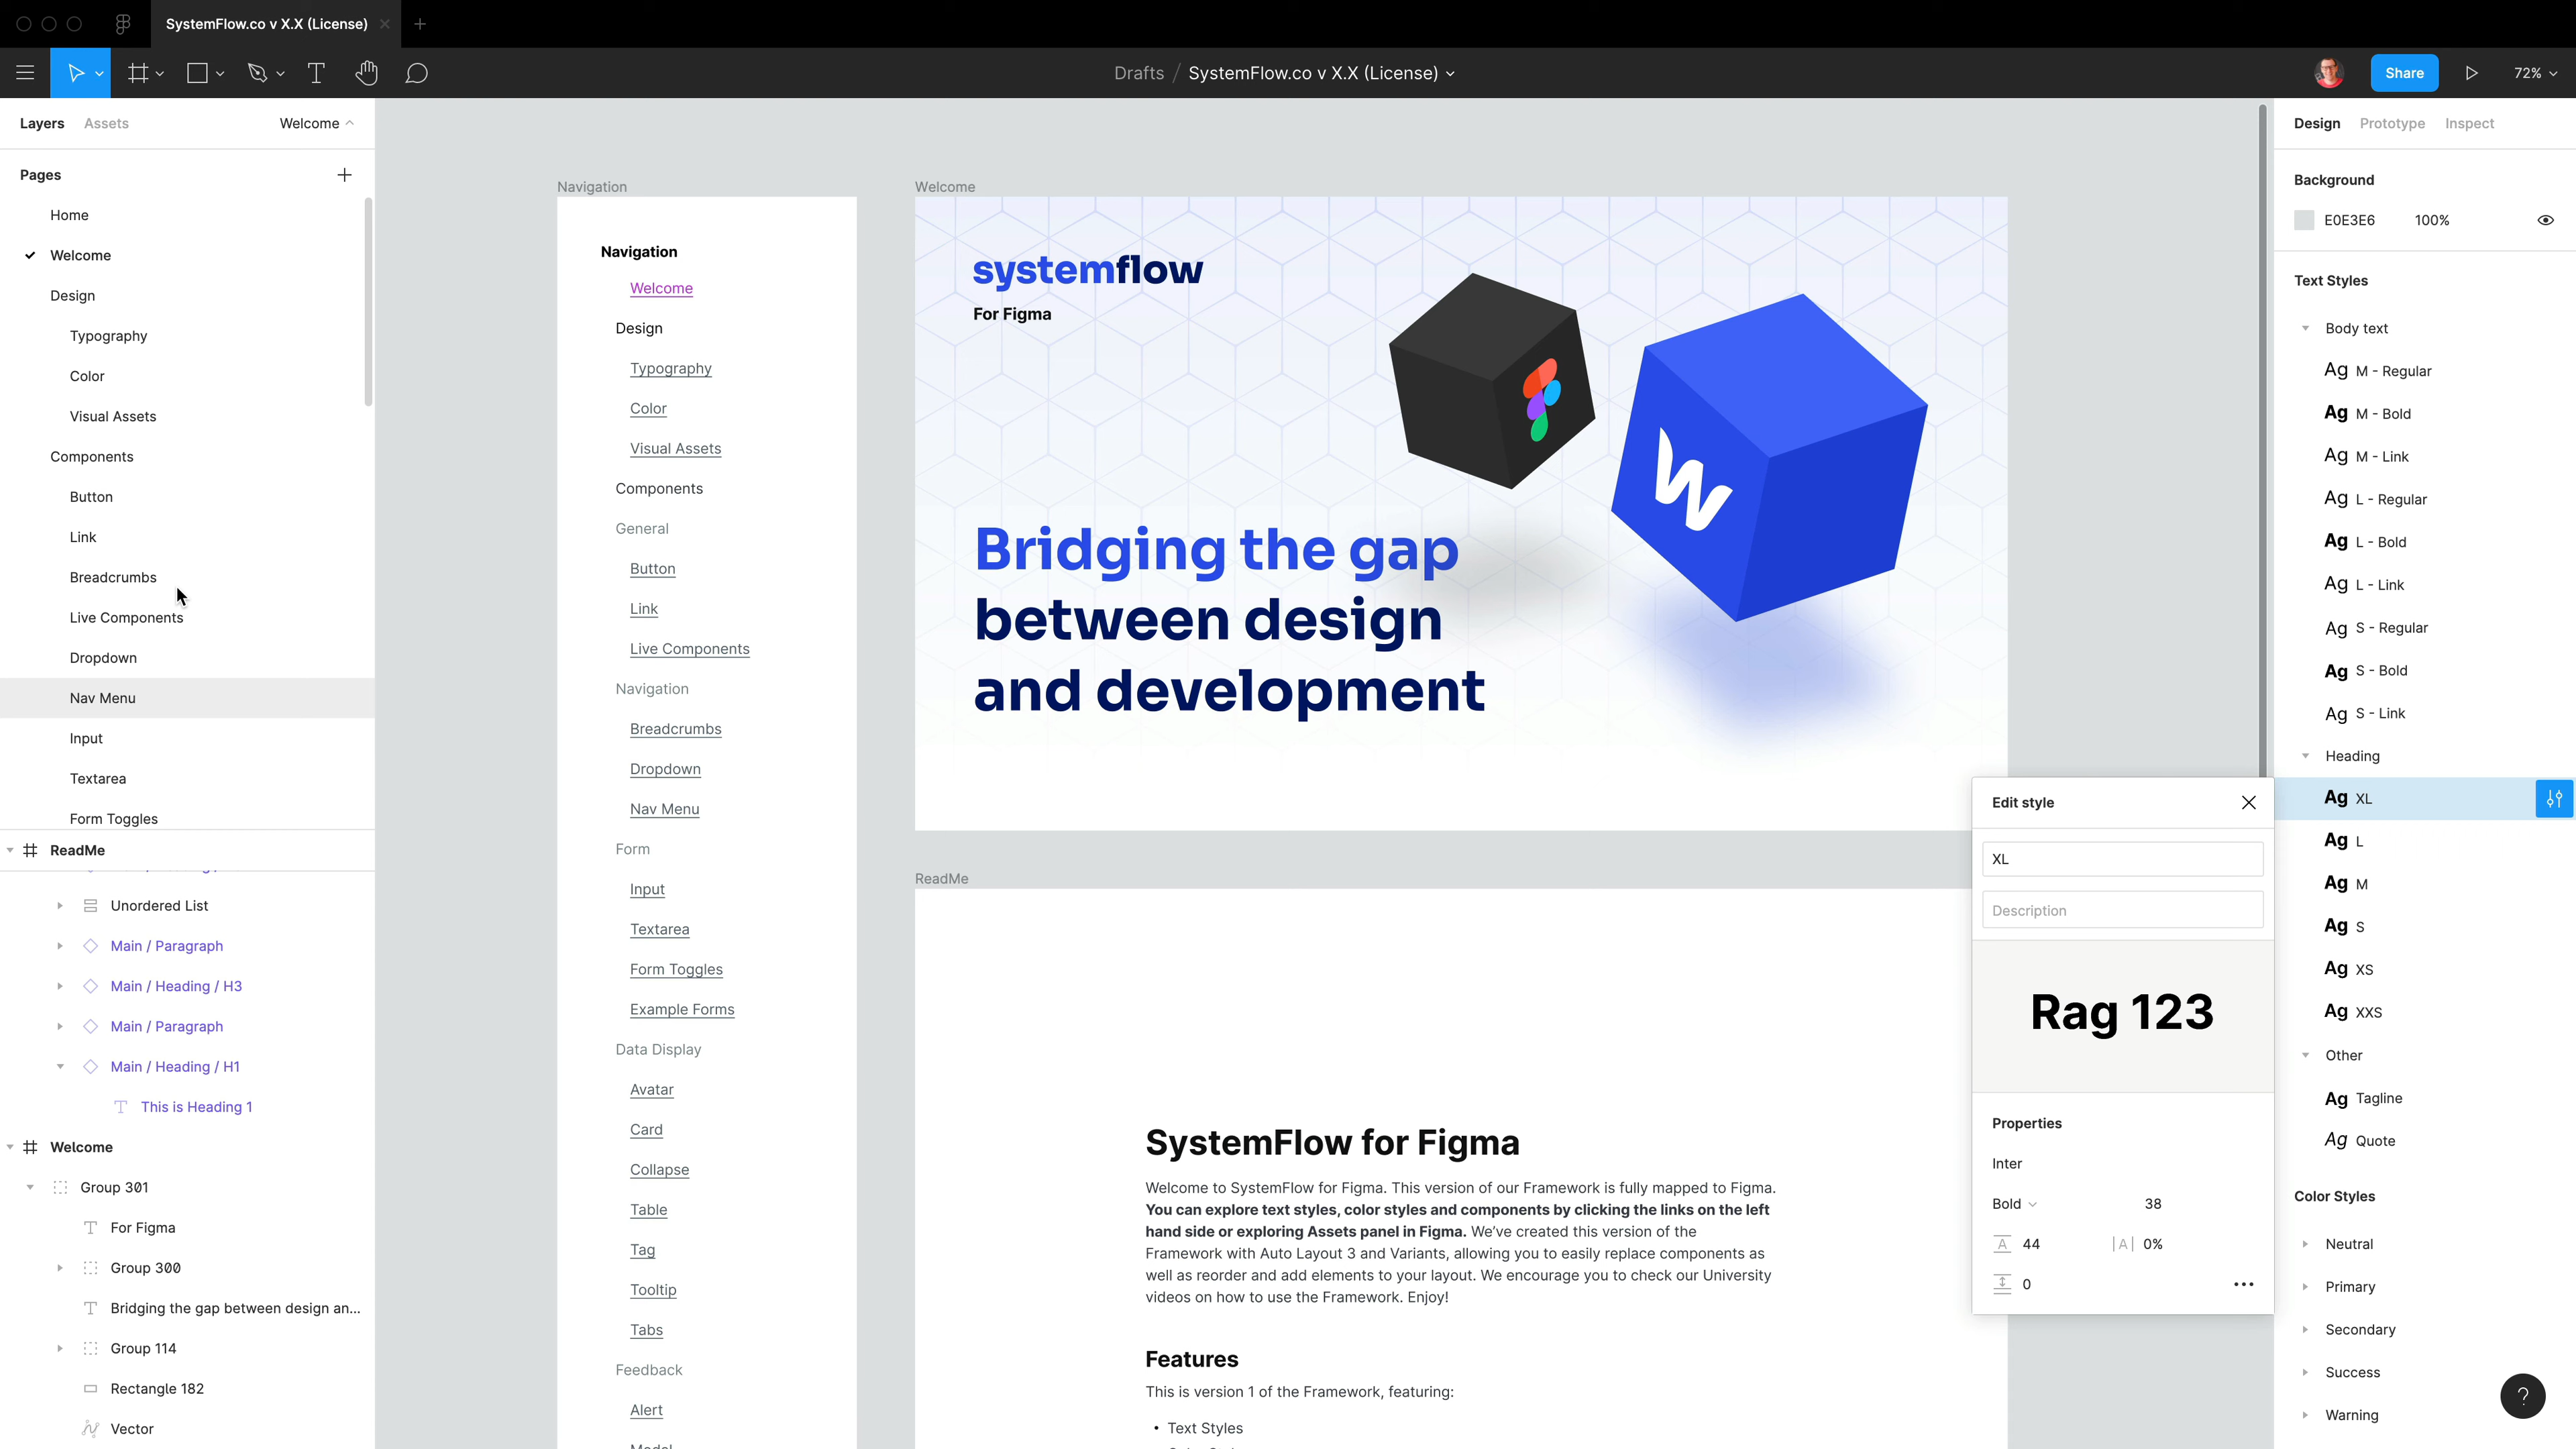 SystemFlow.co v X.X (License)
Drafts / SystemFlow.co v X.X (License)
Share
72%
Layers
Assets
Welcome
Pages
Home
Welcome
Design
Typography
Color
Visual Assets
Components
Button
Link
Breadcrumbs
Live Components
Dropdown
Nav Menu
Input
Textarea
Form Toggles
ReadMe
Unordered List
Main / Paragraph
Main / Heading / H3
Main / Paragraph
Main / Heading / H1
This is Heading 1
Welcome
Group 301
For Figma
Group 300
Bridging the gap between design an...
Group 114
Rectangle 182
Vector
Navigation
Navigation
Welcome
Design
Typography
Color
Visual Assets
Components
General
Button
Link
Live Components
Navigation
Breadcrumbs
Dropdown
Nav Menu
Form
Input
Textarea
Form Toggles
Example Forms
Data Display
Avatar
Card
Collapse
Table
Tag
Tooltip
Tabs
Feedback
Alert
Welcome
systemflow
For Figma
W
Bridging the gap
between design
and development
ReadMe
SystemFlow for Figma
Welcome to SystemFlow for Figma. This version of our Framework is fully mapped to Figma.
You can explore text styles, color styles and components by clicking the links on the left
hand side or exploring Assets panel in Figma. We've created this version of the
Framework with Auto Layout 3 and Variants, allowing you to easily replace components as
well as reorder and add elements to your layout. We encourage you to check our University
videos on how to use the Framework. Enjoy!
Features
This is version 1 of the Framework, featuring:
• Text Styles
Edit style
XL
Description
Rag 123
Properties
Inter
Bold
38
A 44
|A| 0%
0
Design
Prototype
Inspect
Background
E0E3E6
100%
Text Styles
Body text
Ag M - Regular
Ag M - Bold
Ag M - Link
Ag L - Regular
Ag L - Bold
Ag L - Link
Ag S - Regular
Ag S - Bold
Ag S - Link
Heading
Ag XL
Ag L
Ag M
Ag S
Ag XS
Ag XXS
Other
Ag Tagline
Ag Quote
Color Styles
Neutral
Primary
Secondary
Success
Warning
?